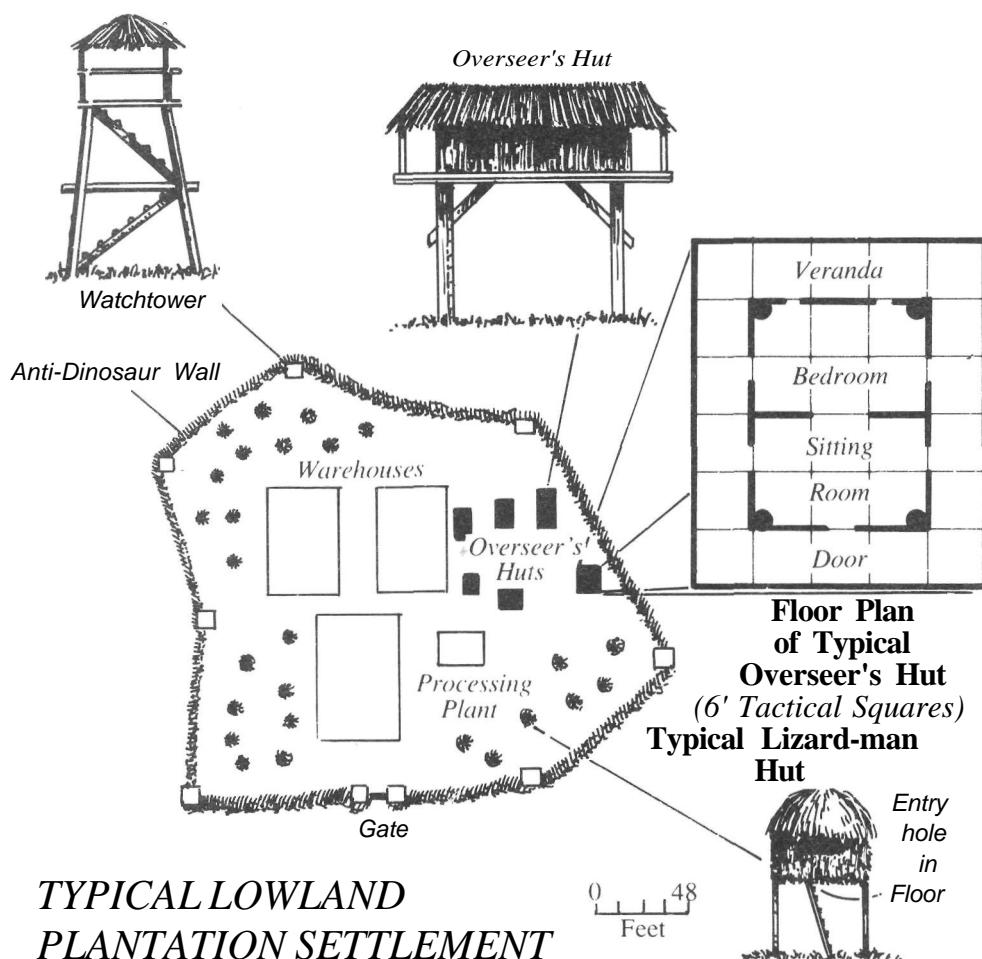 Overseer's Hut
Watchtower
Anti-Dinosaur Wall
Veranda
Bedroom
Sitting
Room
Door
Warehouses
Overseer's'
Huts
Processing
Plant
Floor Plan
of Typical
Overseer's Hut
(6' Tactical Squares)
Typical Lizard-man
Hut
Gate
Entry
hole
in
Floor
0 48
Feet
TYPICAL LOWLAND
PLANTATION SETTLEMENT